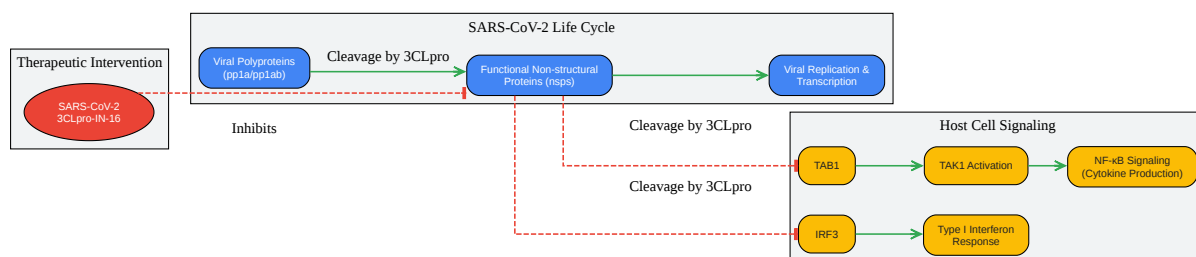 SARS-CoV-2 Life Cycle
Therapeutic Intervention
SARS-CoV-2
3CLpro-IN-16
Viral Polyproteins
(pp1a/pp1ab)
Cleavage by 3CLpro
Functional Non-structural
Proteins (nsps)
Viral Replication &
Transcription
Inhibits
Cleavage by 3CLpro
Cleavage by 3CLpro
Host Cell Signaling
TAB1
TAK1 Activation
NF-κB Signaling
(Cytokine Production)
IRF3
Type I Interferon
Response